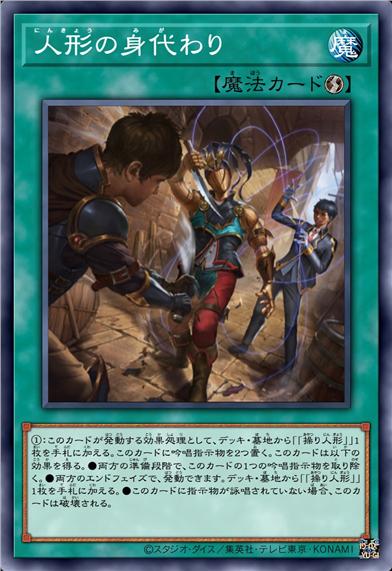 人形の身代わり
魔
【魔法カード】
①:このカードが発動する効果処理として、デッキ・墓地から「「操り人形」」1
枚を手札に加える。このカードに吟唱指示物を2つ置く。このカードは以下の
効果を得る。●両方の準備段階で、このカードの1つの吟唱指示物を取り除
く。●両方のエンドフェイズで、発動できます。デッキ・墓地から「「操り人形」」
1枚を手札に加える。●このカードに指示物が詠唱されていない場合、このカー
ドは破壊される。
©スタジオ・ダイス/集英社・テレビ東京・KONAMI